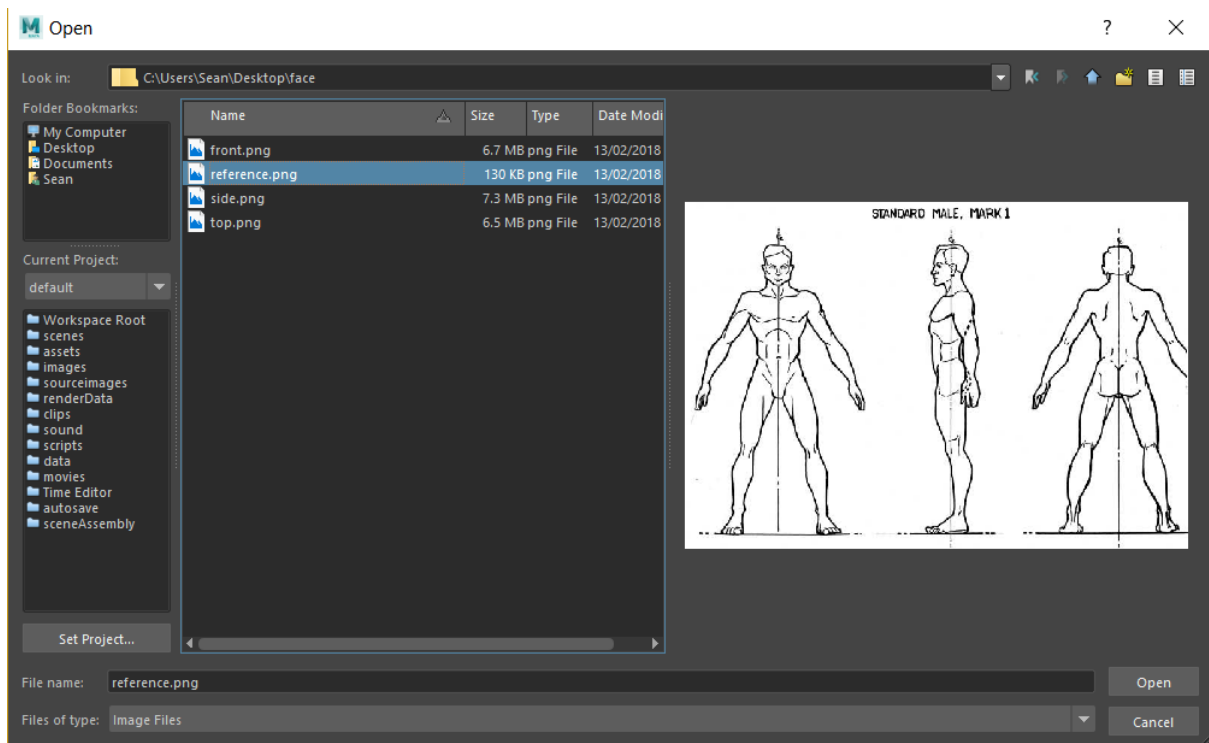 Open
Look in: C:\Users\Sean\Desktop\face
Folder Bookmarks:
My Computer
Desktop
Documents
Sean
Current Project:
default
Workspace Root
scenes
assets
images
sourceimages
renderData
clips
sound
scripts
data
movies
Time Editor
autosave
sceneAssembly
Set Project...
Name Size Type Date Modi
front.png 6.7 MB png File 13/02/2018
reference.png 130 KB png File 13/02/2018
side.png 7.3 MB png File 13/02/2018
top.png 6.5 MB png File 13/02/2018
STANDARD MALE, MARK 1
File name: reference.png Open
Files of type: Image Files Cancel